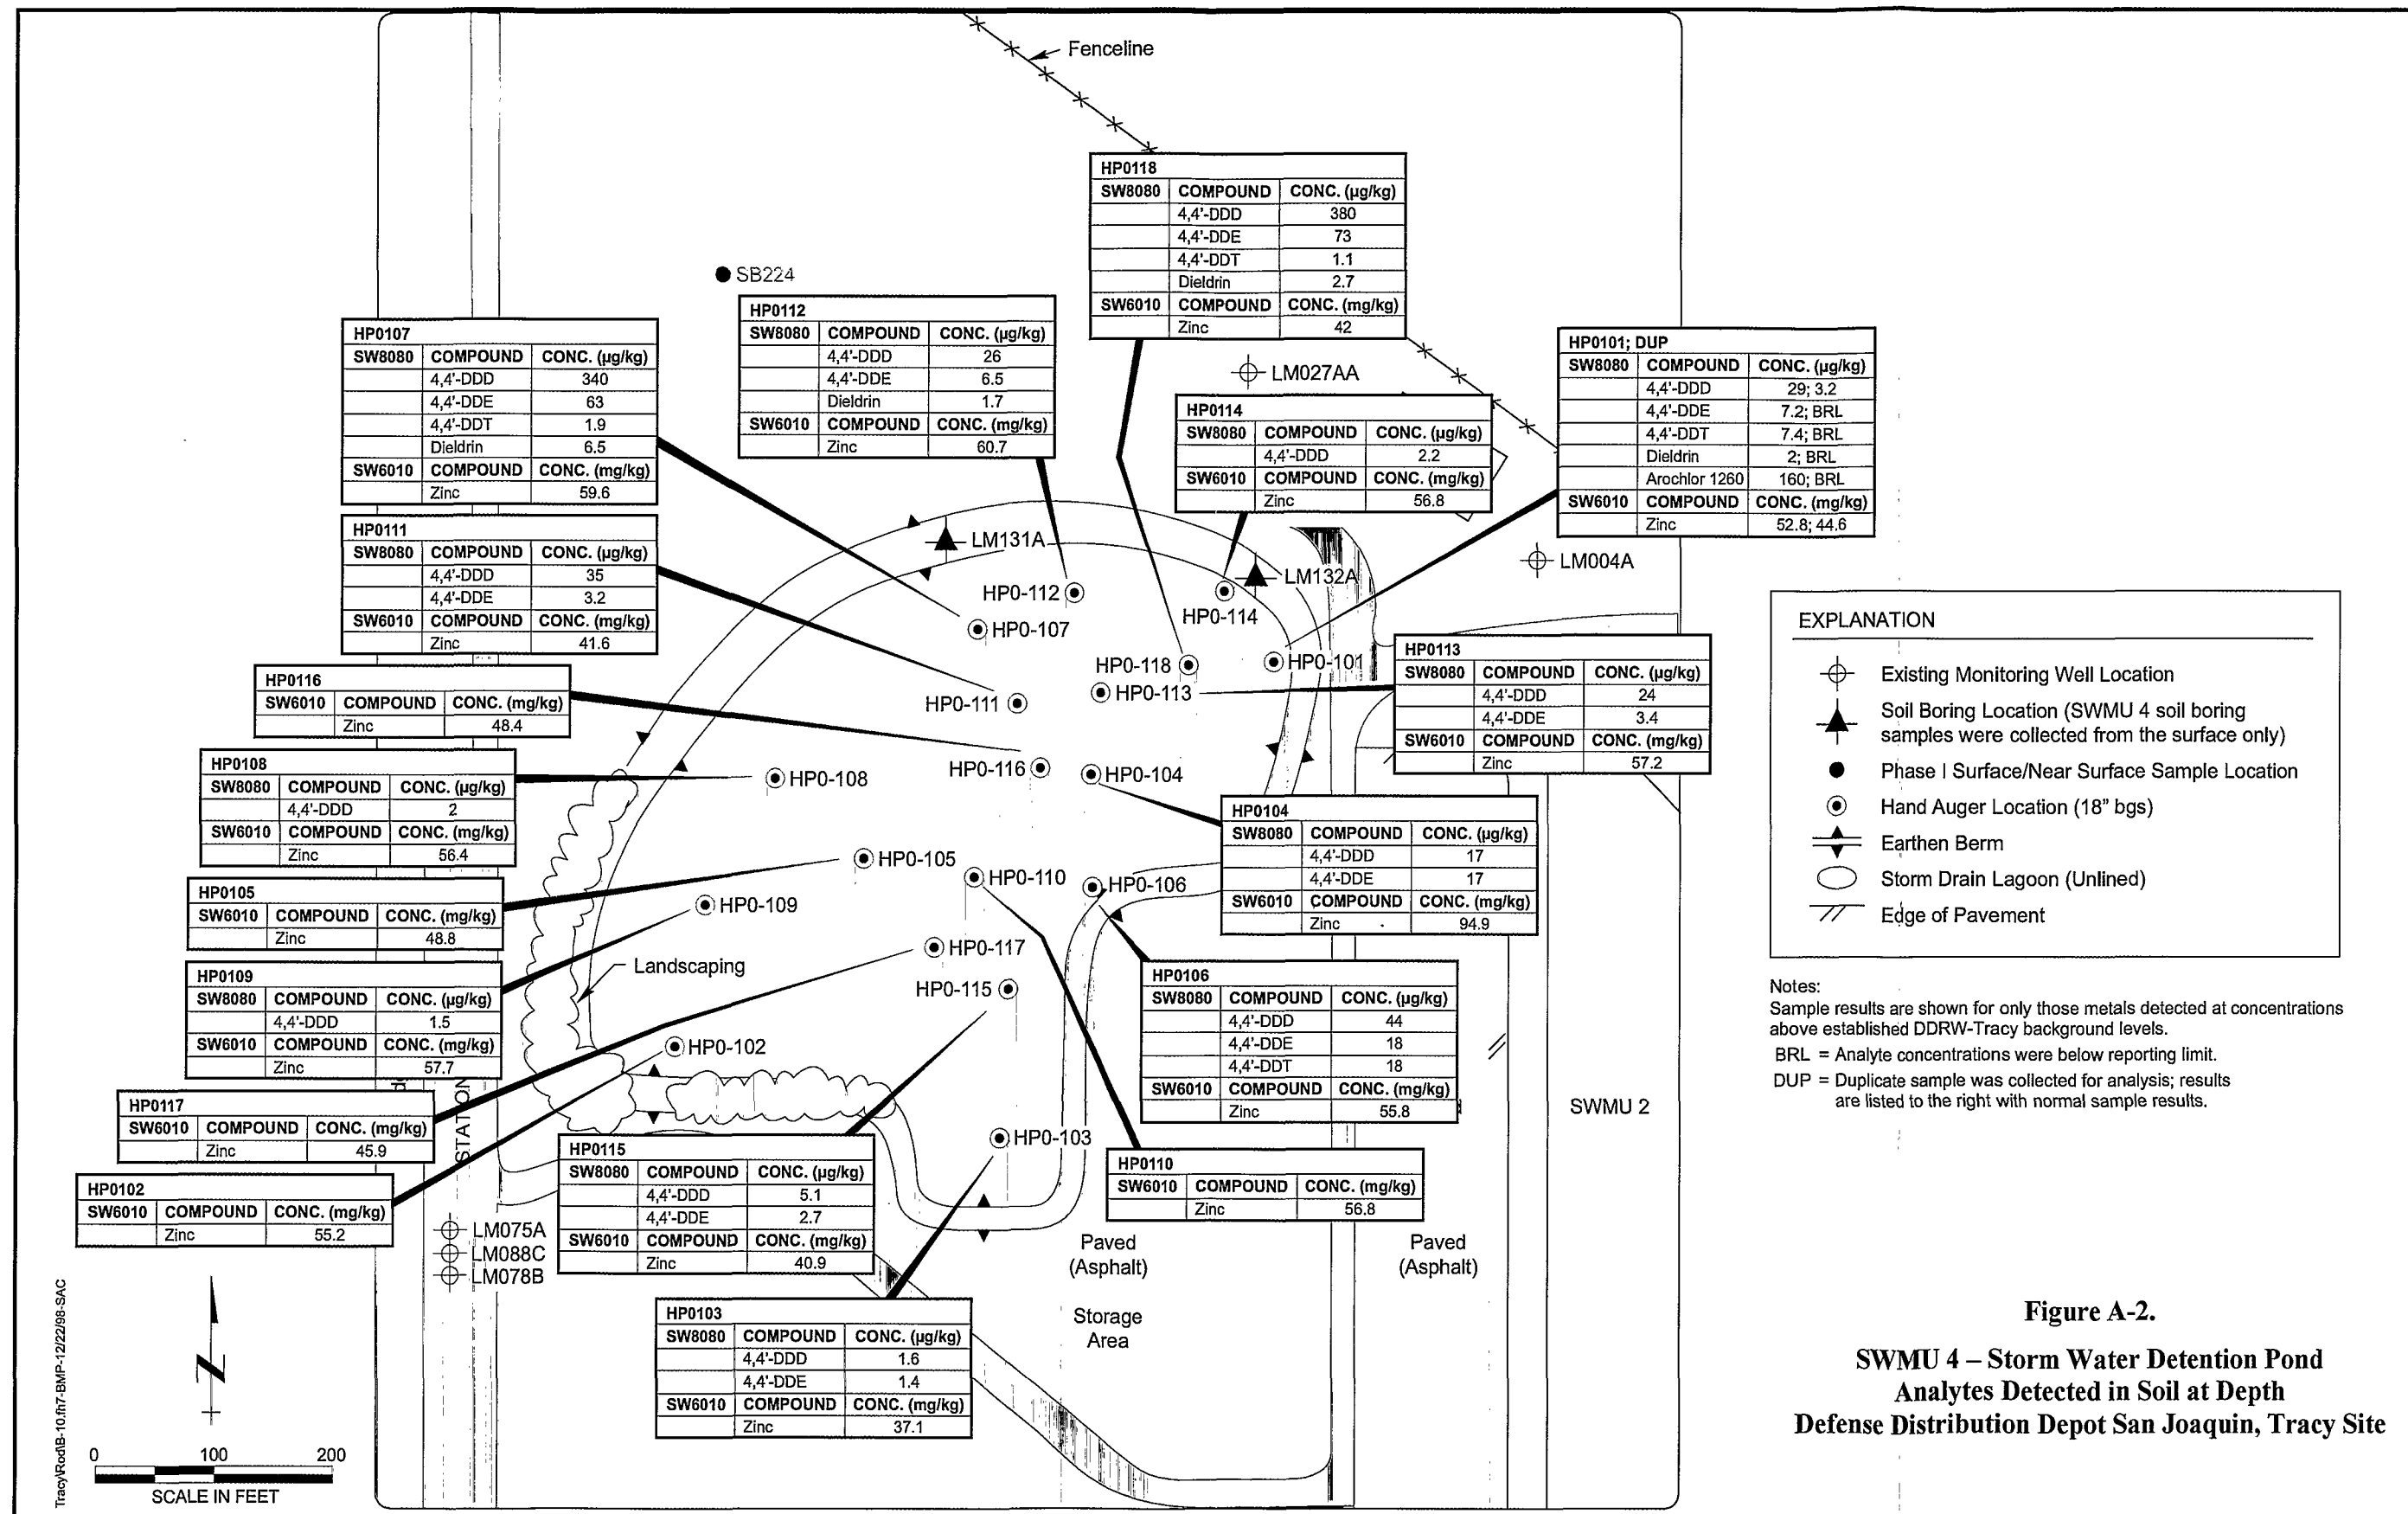 Fenceline
HP0118
SW8080 COMPOUND CONC. (µg/kg)
4,4'-DDD 380
4,4'-DDE 73
4,4'-DDT 1.1
Dieldrin 2.7
SW6010 COMPOUND CONC. (mg/kg)
Zinc 42
SB224
HP0112
SW8080 COMPOUND CONC. (µg/kg)
4,4'-DDD 26
4,4'-DDE 6.5
Dieldrin 1.7
SW6010 COMPOUND CONC. (mg/kg)
Zinc 60.7
HP0107
SW8080 COMPOUND CONC. (µg/kg)
4,4'-DDD 340
4,4'-DDE 63
4,4'-DDT 1.9
Dieldrin 6.5
SW6010 COMPOUND CONC. (mg/kg)
Zinc 59.6
HP0101; DUP
SW8080 COMPOUND CONC. (µg/kg)
4,4'-DDD 29; 3.2
4,4'-DDE 7.2; BRL
4,4'-DDT 7.4; BRL
Dieldrin 2; BRL
Arochlor 1260 160; BRL
SW6010 COMPOUND CONC. (mg/kg)
Zinc 52.8; 44.6
LM027AA
HP0114
SW8080 COMPOUND CONC. (µg/kg)
4,4'-DDD 2.2
SW6010 COMPOUND CONC. (mg/kg)
Zinc 56.8
HP0111
SW8080 COMPOUND CONC. (µg/kg)
4,4'-DDD 35
4,4'-DDE 3.2
SW6010 COMPOUND CONC. (mg/kg)
Zinc 41.6
LM131A
LM004A
LM132A
HP0-112
HP0-114
HP0-107
HP0-118
HP0-101
HP0-113
HP0-111
HP0113
SW8080 COMPOUND CONC. (µg/kg)
4,4'-DDD 24
4,4'-DDE 3.4
SW6010 COMPOUND CONC. (mg/kg)
Zinc 57.2
HP0116
SW6010 COMPOUND CONC. (mg/kg)
Zinc 48.4
HP0-116
HP0-104
HP0-108
HP0108
SW8080 COMPOUND CONC. (µg/kg)
4,4'-DDD 2
SW6010 COMPOUND CONC. (mg/kg)
Zinc 56.4
HP0104
SW8080 COMPOUND CONC. (µg/kg)
4,4'-DDD 17
4,4'-DDE 17
SW6010 COMPOUND CONC. (mg/kg)
Zinc 94.9
HP0-105
HP0-110
HP0-106
HP0105
SW6010 COMPOUND CONC. (mg/kg)
Zinc 48.8
HP0-109
HP0-117
HP0-115
Landscaping
HP0109
SW8080 COMPOUND CONC. (µg/kg)
4,4'-DDD 1.5
SW6010 COMPOUND CONC. (mg/kg)
Zinc 57.7
HP0106
SW8080 COMPOUND CONC. (µg/kg)
4,4'-DDD 44
4,4'-DDE 18
4,4'-DDT 18
SW6010 COMPOUND CONC. (mg/kg)
Zinc 55.8
HP0-102
HP0117
SW6010 COMPOUND CONC. (mg/kg)
Zinc 45.9
STATION
SWMU 2
HP0-103
HP0115
SW8080 COMPOUND CONC. (µg/kg)
4,4'-DDD 5.1
4,4'-DDE 2.7
SW6010 COMPOUND CONC. (mg/kg)
Zinc 40.9
HP0110
SW6010 COMPOUND CONC. (mg/kg)
Zinc 56.8
HP0102
SW6010 COMPOUND CONC. (mg/kg)
Zinc 55.2
LM075A
LM088C
LM078B
Paved
(Asphalt)
Paved
(Asphalt)
Storage
Area
HP0103
SW8080 COMPOUND CONC. (µg/kg)
4,4'-DDD 1.6
4,4'-DDE 1.4
SW6010 COMPOUND CONC. (mg/kg)
Zinc 37.1
EXPLANATION
Existing Monitoring Well Location
Soil Boring Location (SWMU 4 soil boring
samples were collected from the surface only)
Phase I Surface/Near Surface Sample Location
Hand Auger Location (18" bgs)
Earthen Berm
Storm Drain Lagoon (Unlined)
Edge of Pavement
Notes:
Sample results are shown for only those metals detected at concentrations
above established DDRW-Tracy background levels.
BRL = Analyte concentrations were below reporting limit.
DUP = Duplicate sample was collected for analysis; results
are listed to the right with normal sample results.
Tracy\Rod\B-10.fh7-BMP-12/22/98-SAC
N
0 100 200
SCALE IN FEET
Figure A-2.
SWMU 4 – Storm Water Detention Pond
Analytes Detected in Soil at Depth
Defense Distribution Depot San Joaquin, Tracy Site